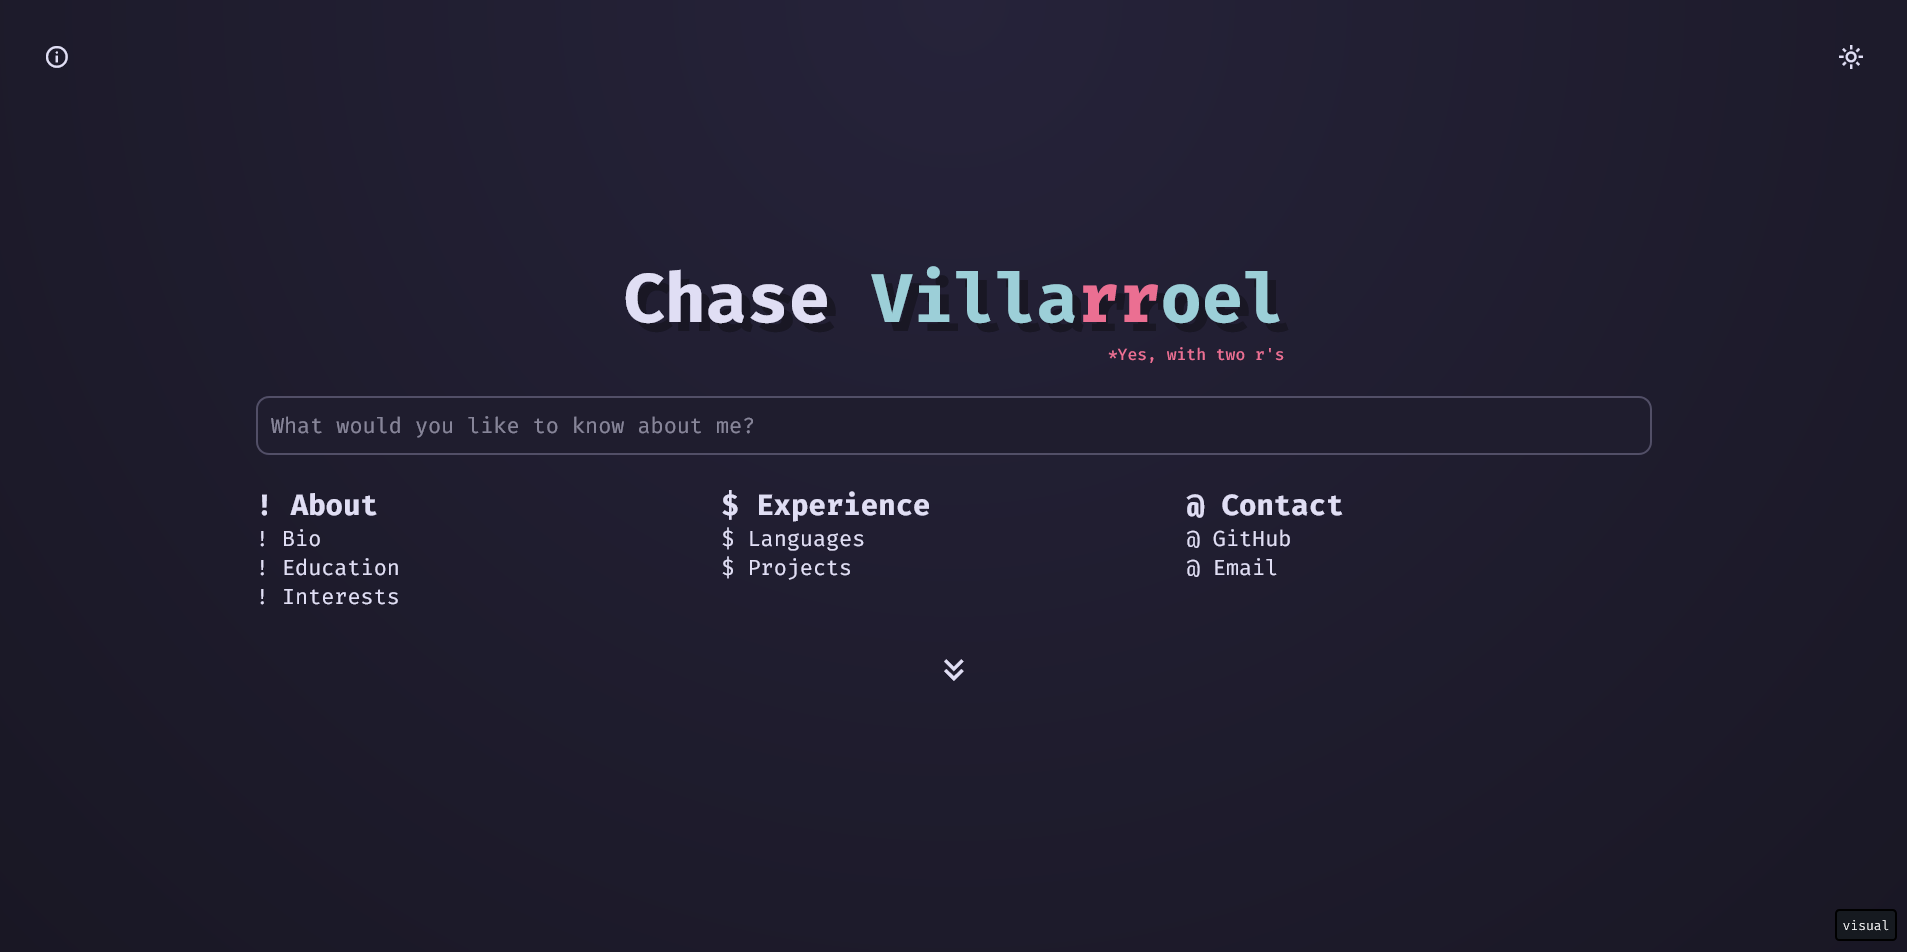 Chase Villarroel
*Yes, with two r's
What would you like to know about me?
! About
! Bio
! Education
! Interests
$ Experience
$ Languages
$ Projects
@ Contact
@ GitHub
@ Email
visual